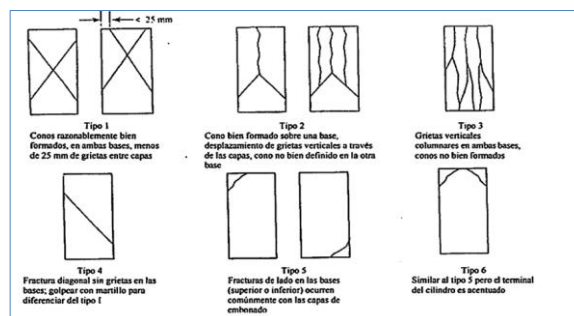 < 25 mm
Tipo 1
Conos razonablemente bien
formados, en ambas bases, menos
de 25 mm de grietas entre capas
Tipo 2
Cono bien formado sobre una base,
desplazamiento de grietas verticales a través
de las capas, cono no bien definido en la otra
base
Tipo 3
Grietas verticales
columnares en ambas bases,
conos no bien formados
Tipo 4
Fractura diagonal sin grietas en las
bases; golpear con martillo para
diferenciar del tipo I
Tipo 5
Fracturas de lado en las bases
(superior o inferior) ocurren
comúnmente con las capas de
embonado
Tipo 6
Similar al tipo 5 pero el terminal
del cilindro es acentuado